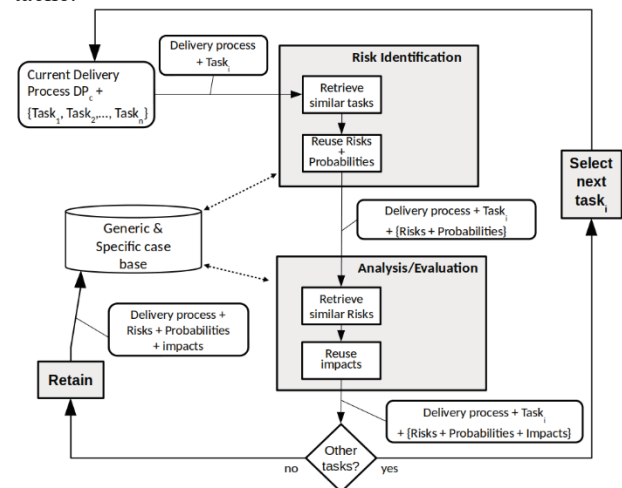 Delivery process
+ Task_i
Risk Identification
Current Delivery
Process DP_c +
{Task_1, Task_2,..., Task_n}
Retrieve
similar tasks
Reuse Risks
+
Probabilities
Select
next
task_i
Delivery process + Task_i
+ {Risks + Probabilities}
Generic &
Specific case
base
Analysis/Evaluation
Retrieve
similar Risks
Reuse
impacts
Delivery process +
Risks + Probabilities
+ impacts
Retain
Delivery process + Task_i
+ {Risks + Probabilities + Impacts}
Other
tasks?
no
yes